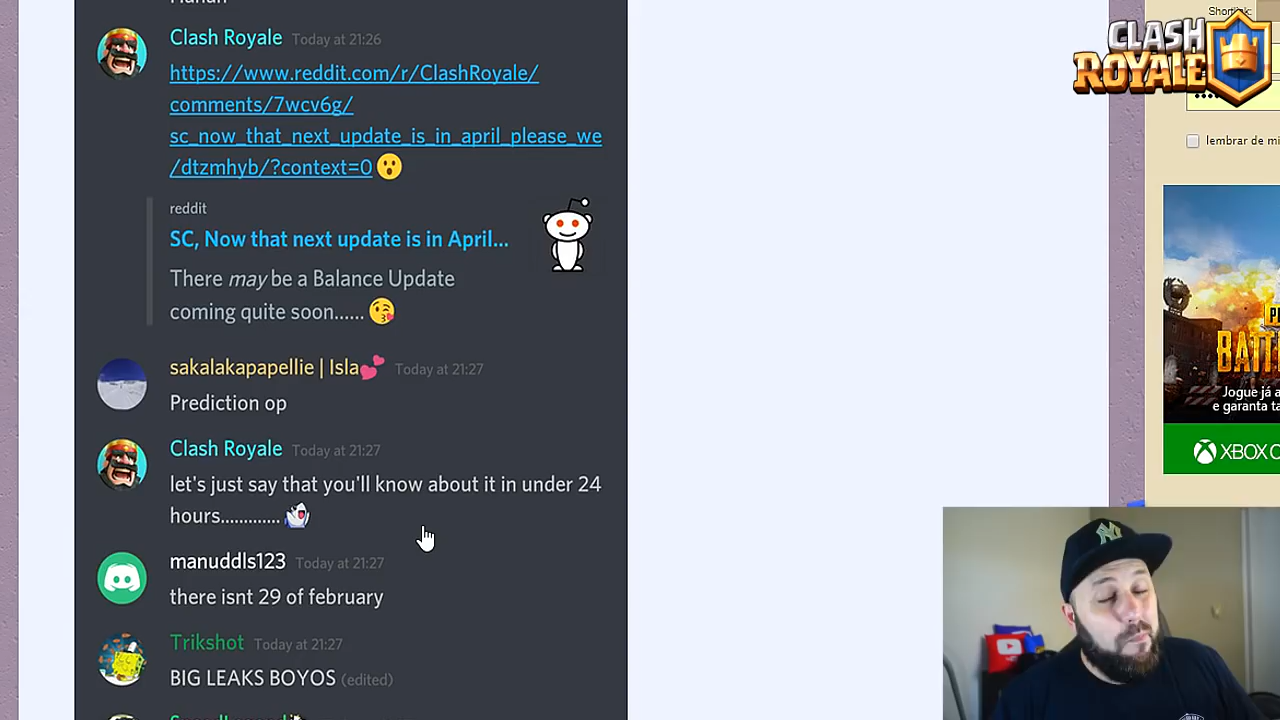 Clash Royale Today at 21:26
https://www.reddit.com/r/ClashRoyale/
comments/7wcv6g/
sc_now_that_next_update_is_in_april_please_we
/dtzmhyb/?context=0
reddit
SC, Now that next update is in April...
There may be a Balance Update
coming quite soon......
sakalakapapellie | Isla Today at 21:27
Prediction op
Clash Royale Today at 21:27
let's just say that you'll know about it in under 24
hours............
manuddls123 Today at 21:27
there isnt 29 of february
Trikshot Today at 21:27
BIG LEAKS BOYOS (edited)
CLASH
ROYALE
lembrar de mi
BATT
Jogue já a
e garanta ta
XBOX O
NY